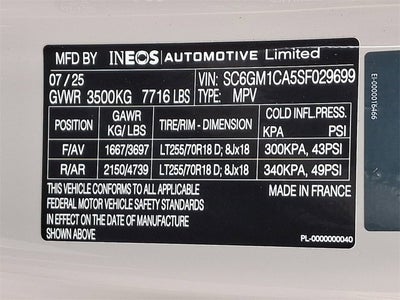 MFD BY INEOS AUTOMOTIVE Limited
07 / 25 VIN: SC6GM1CA5SF029699
GVWR 3500KG 7716 LBS TYPE: MPV
POSITION GAWR KG/LBS TIRE/RIM - DIMENSION COLD INFL.PRESS. KPA PSI
F/AV 1667/3697 LT255/70R18 D; 8Jx18 300KPA, 43PSI
R/AR 2150/4739 LT255/70R18 D; 8Jx18 340KPA, 49PSI
THIS VEHICLE CONFORMS TO ALL APPLICABLE MADE IN FRANCE
FEDERAL MOTOR VEHICLE SAFETY STANDARDS
IN EFFECT ON THE DATE OF MANUFACTURE
SHOWN ABOVE
PL-0000000040
EI-0000016466